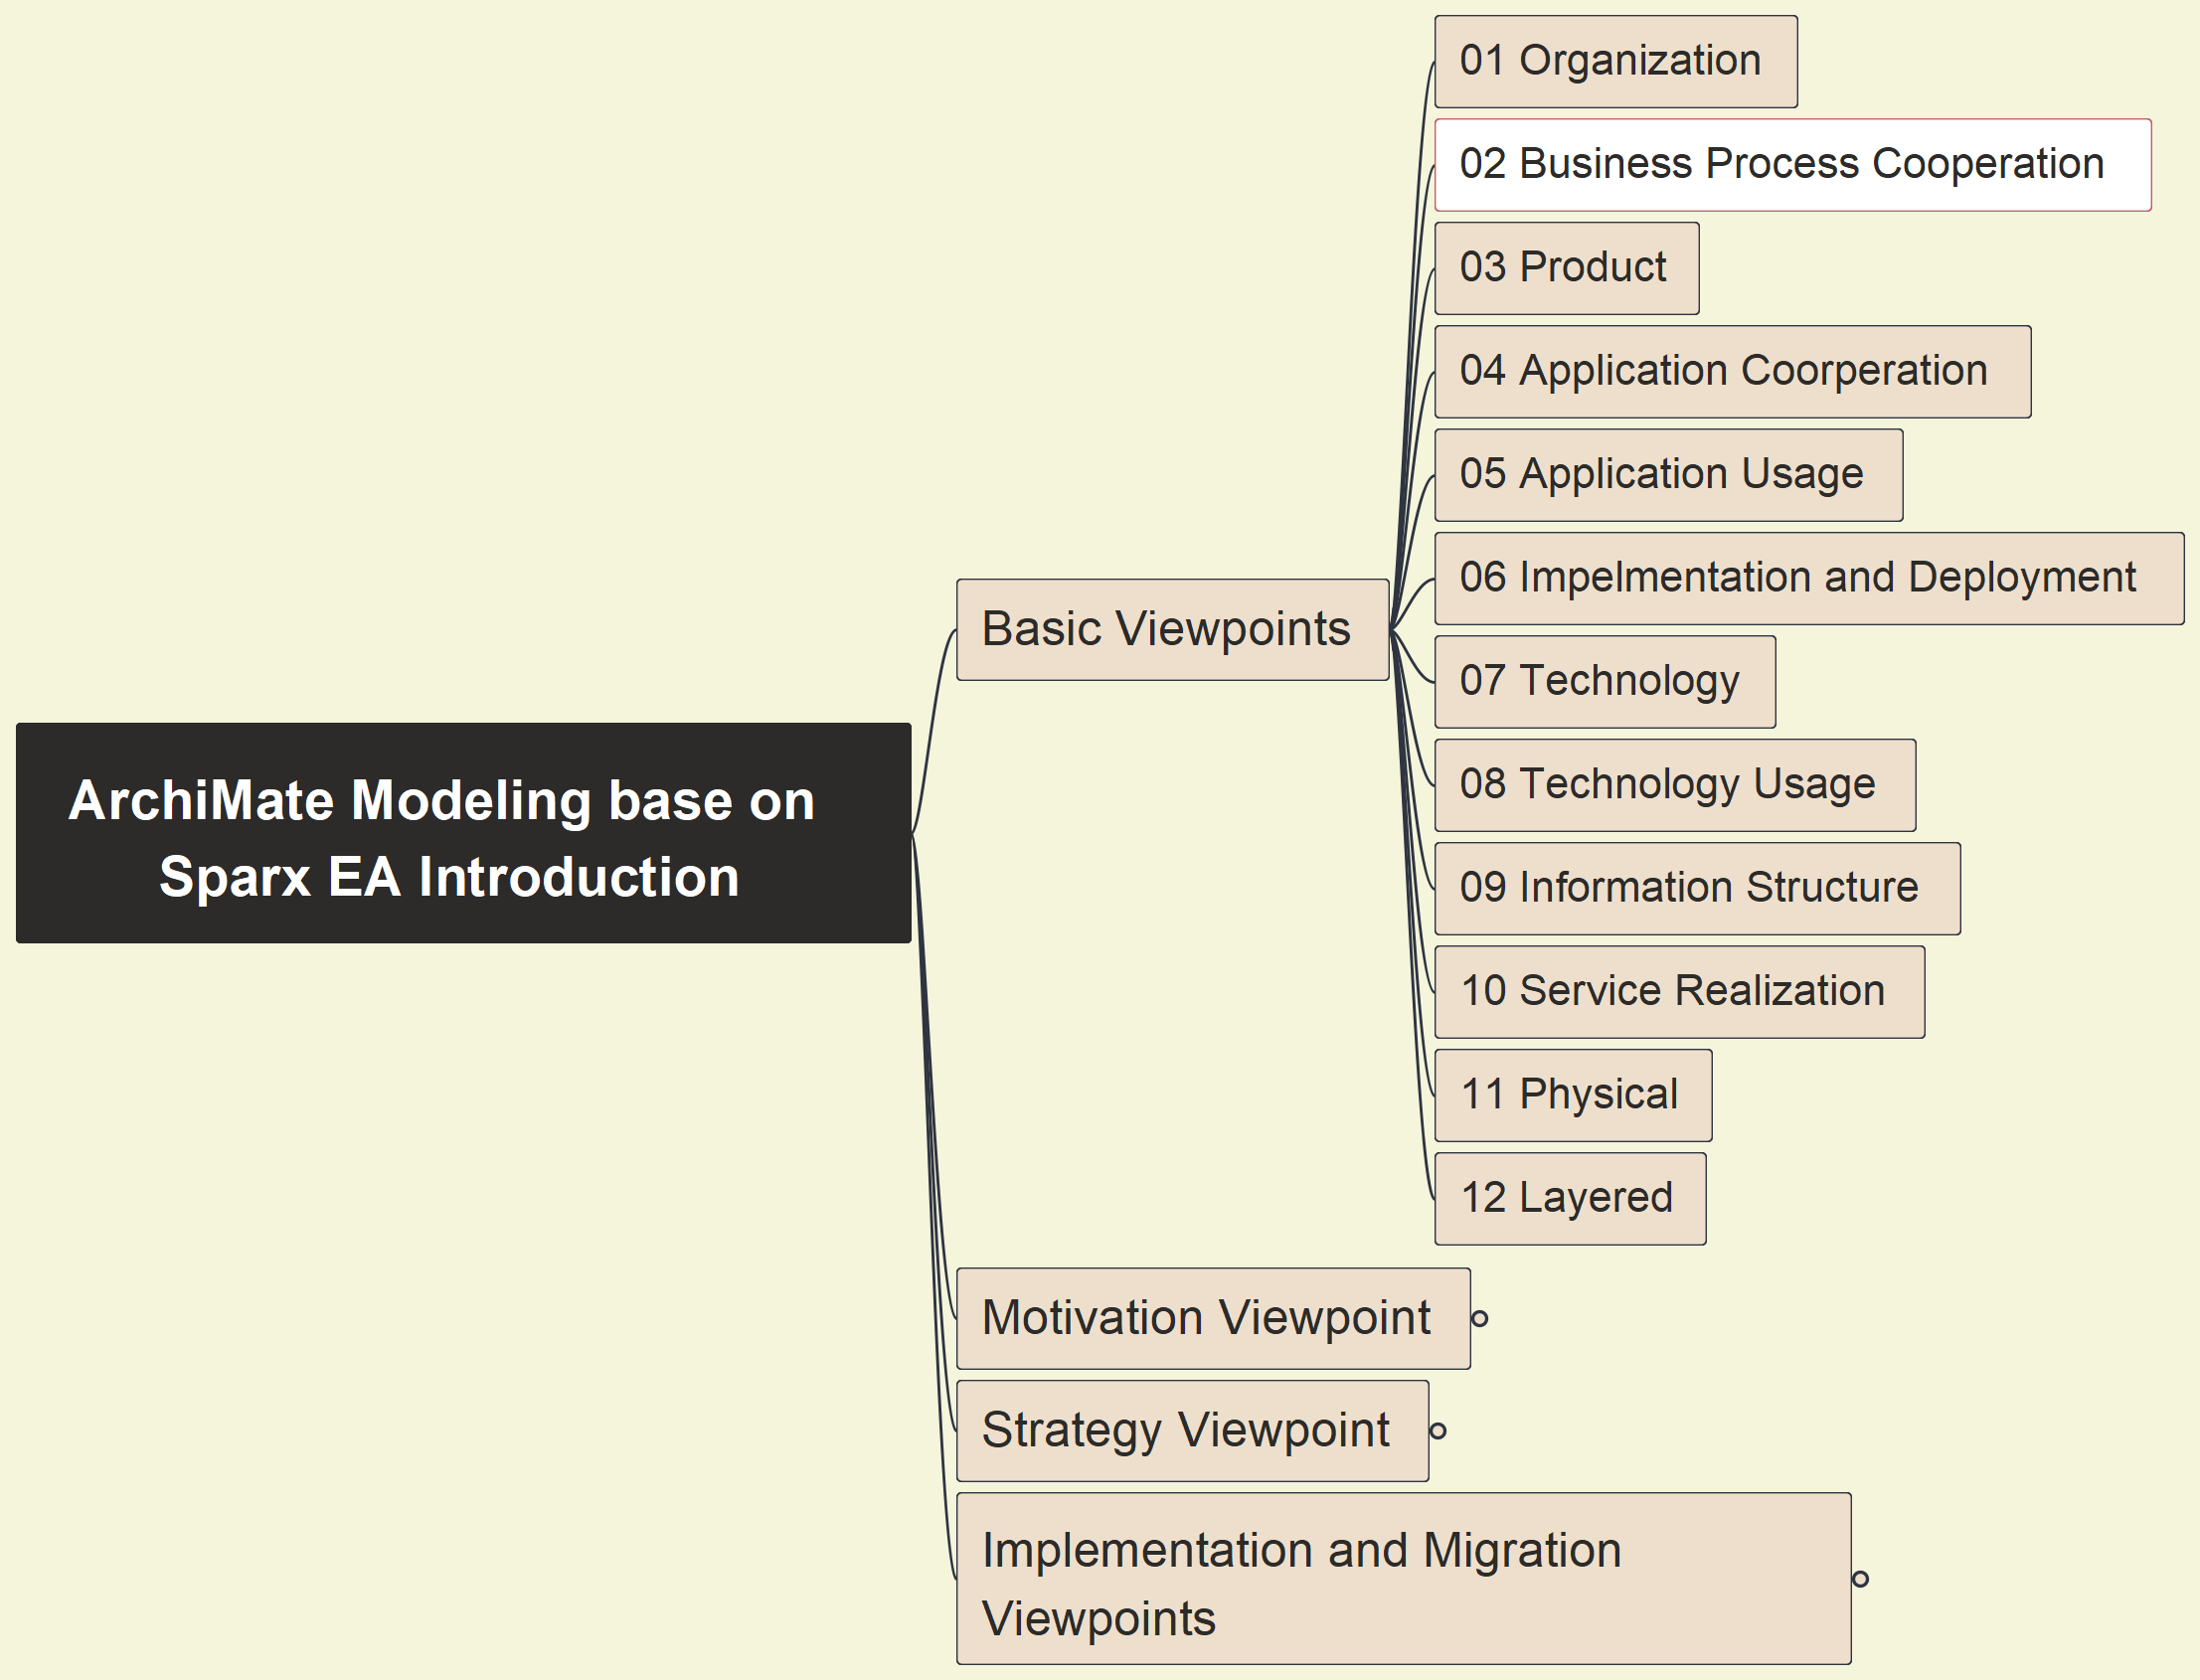 ArchiMate Modeling base on
Sparx EA Introduction
Basic Viewpoints
01 Organization
02 Business Process Cooperation
03 Product
04 Application Coorperation
05 Application Usage
06 Impelmentation and Deployment
07 Technology
08 Technology Usage
09 Information Structure
10 Service Realization
11 Physical
12 Layered
Motivation Viewpoint
Strategy Viewpoint
Implementation and Migration
Viewpoints